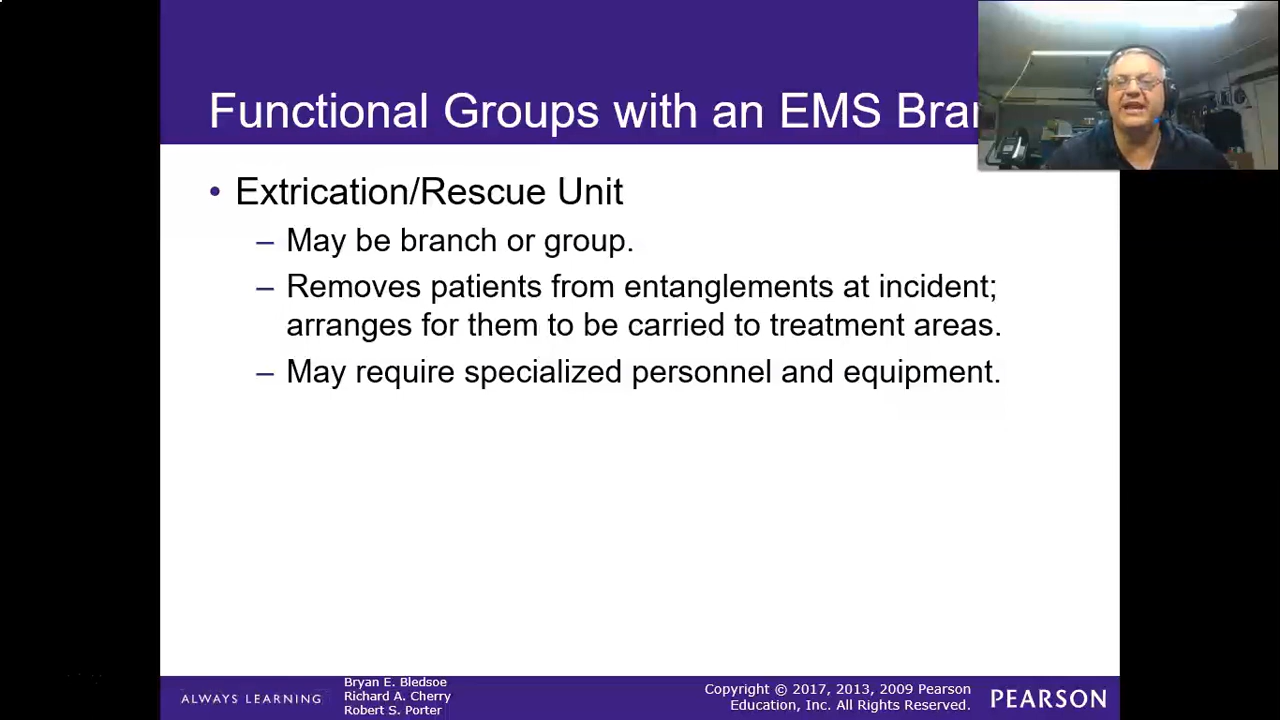 Functional Groups with an EMS Bran
• Extrication/Rescue Unit
– May be branch or group.
– Removes patients from entanglements at incident;
arranges for them to be carried to treatment areas.
– May require specialized personnel and equipment.
ALWAYS LEARNING
Bryan E. Bledsoe
Richard A. Cherry
Robert S. Porter
Copyright © 2017, 2013, 2009 Pearson
Education, Inc. All Rights Reserved.
PEARSON